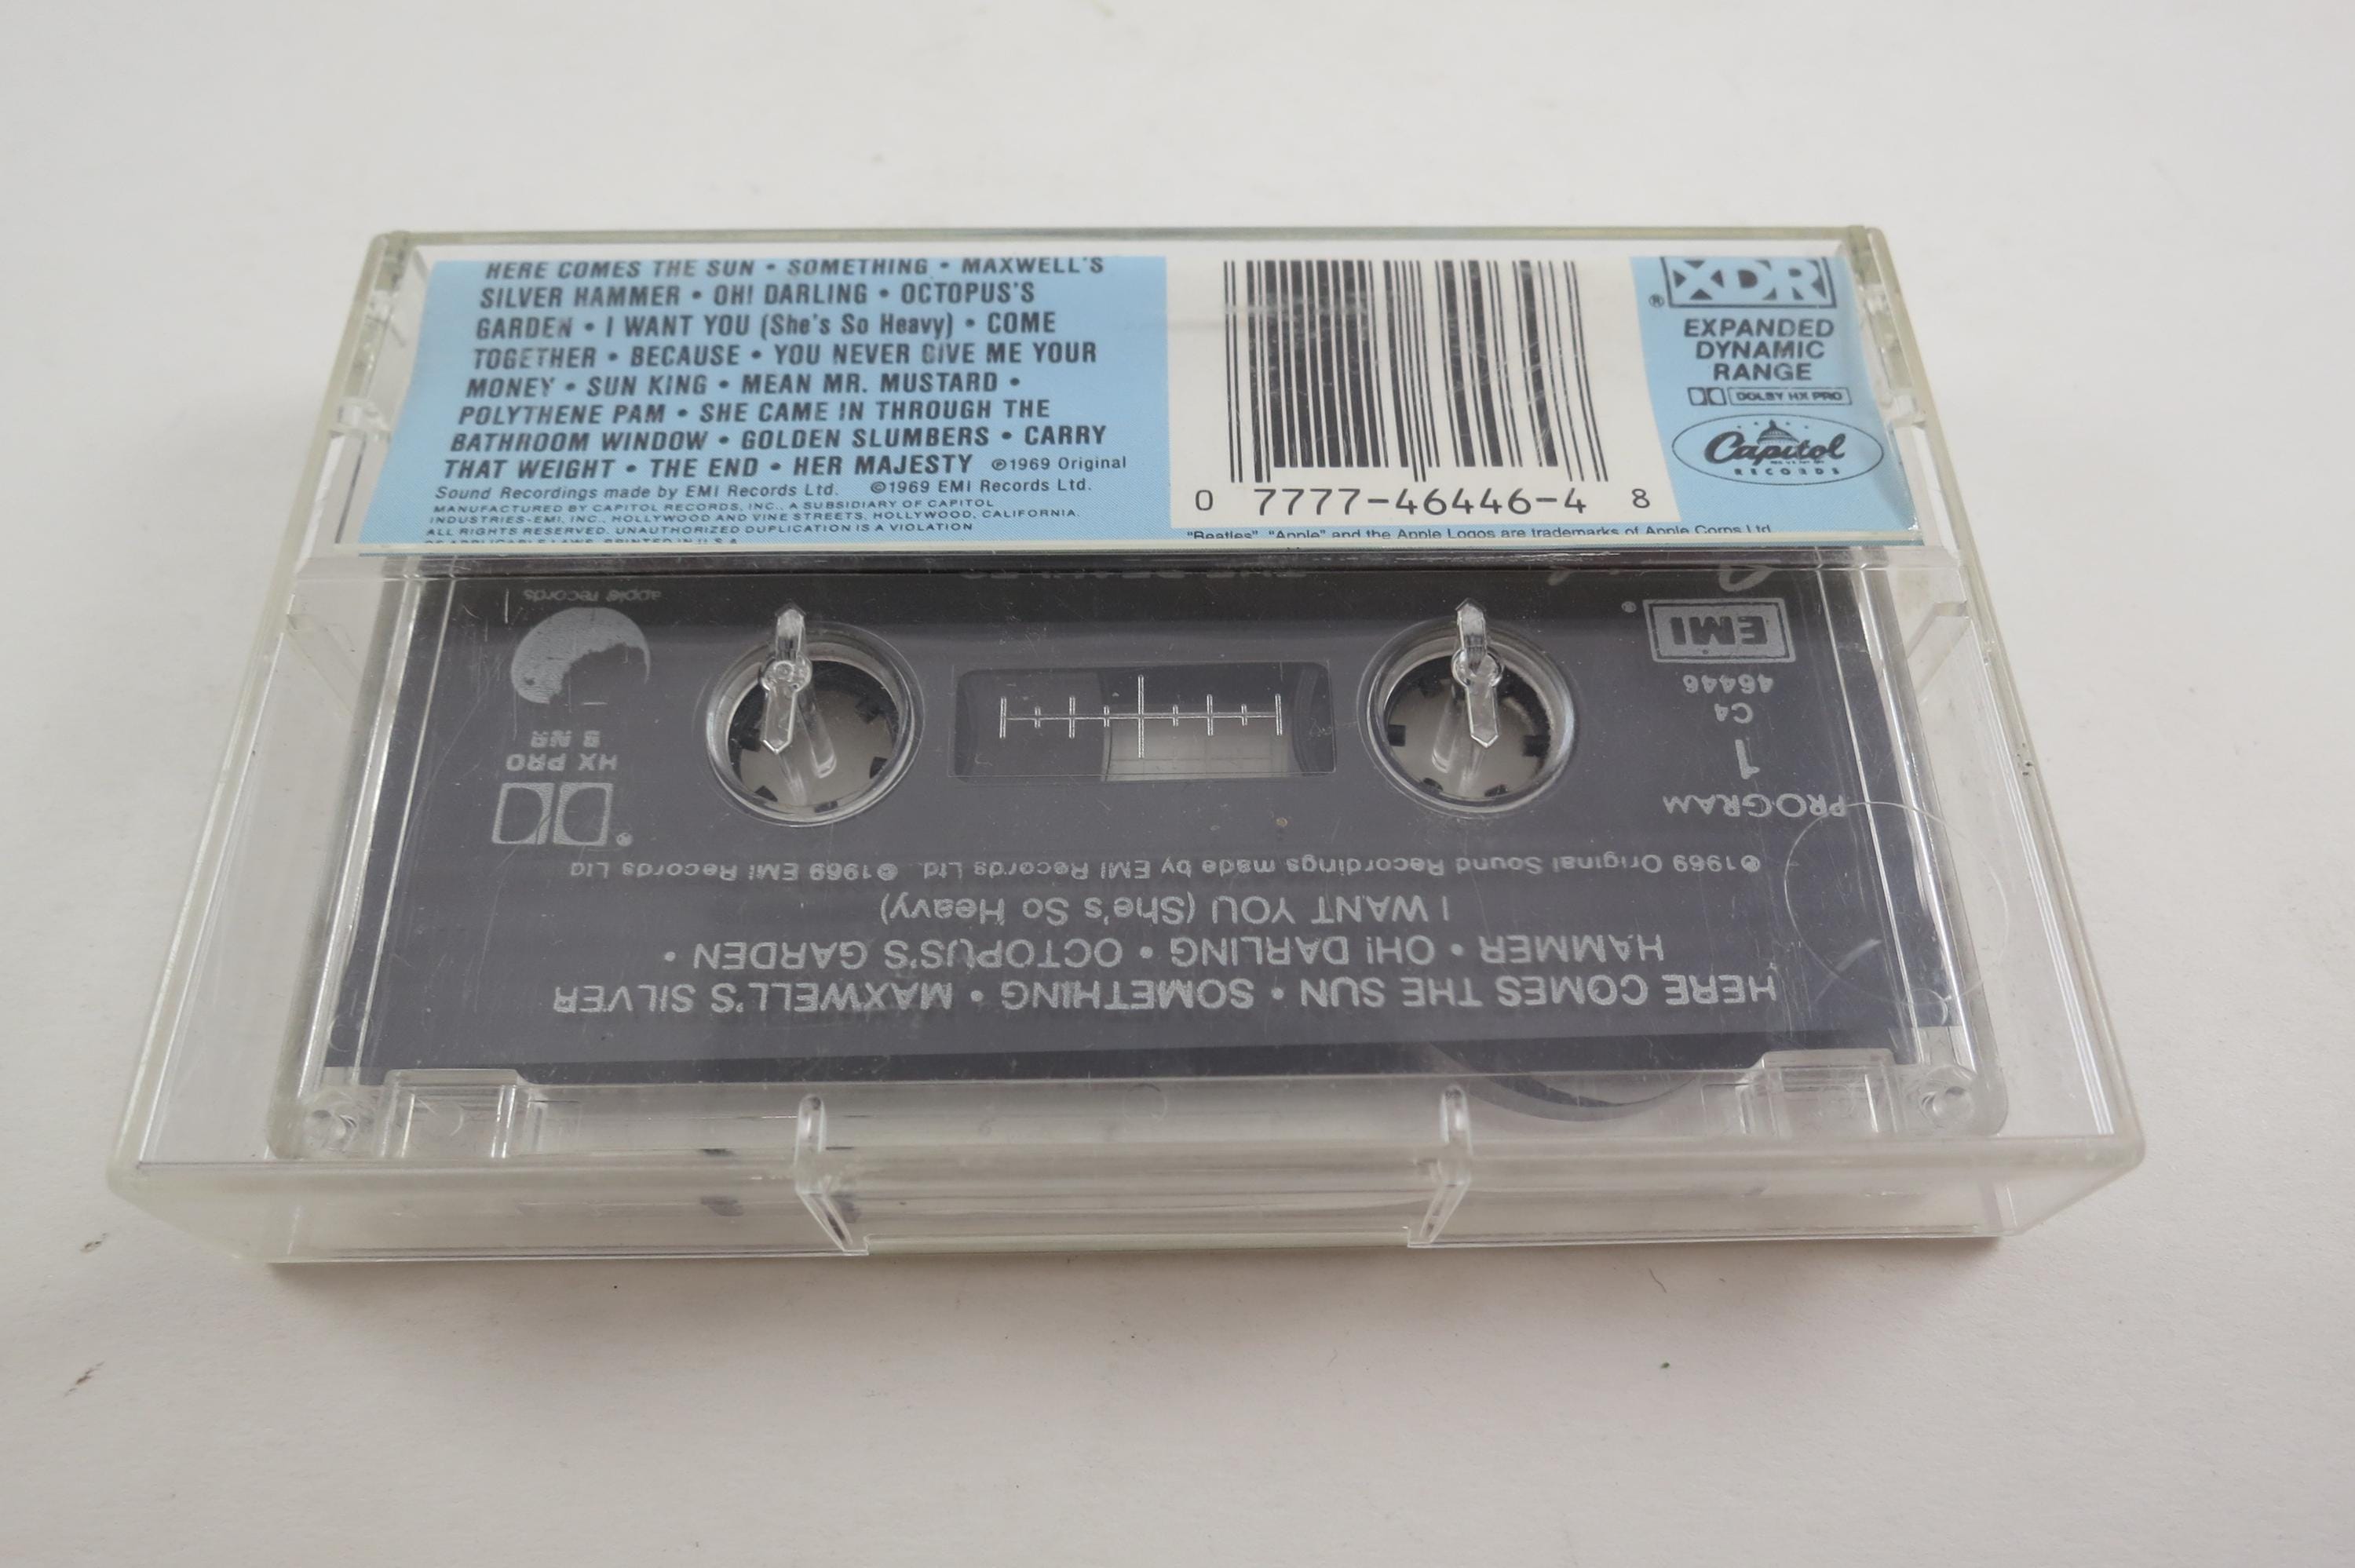 HERE COMES THE SUN • SOMETHING • MAXWELL'S
SILVER HAMMER • OH! DARLING • OCTOPUS'S
GARDEN • I WANT YOU (She's So Heavy) • COME
TOGETHER • BECAUSE • YOU NEVER GIVE ME YOUR
MONEY • SUN KING • MEAN MR. MUSTARD •
POLYTHENE PAM • SHE CAME IN THROUGH THE
BATHROOM WINDOW • GOLDEN SLUMBERS • CARRY
THAT WEIGHT • THE END • HER MAJESTY ℗1969 Original
Sound Recordings made by EMI Records Ltd. ©1969 EMI Records Ltd.
MANUFACTURED BY CAPITOL RECORDS, INC., A SUBSIDIARY OF CAPITOL
INDUSTRIES-EMI, INC., HOLLYWOOD AND VINE STREETS, HOLLYWOOD, CALIFORNIA.
ALL RIGHTS RESERVED. UNAUTHORIZED DUPLICATION IS A VIOLATION
OF APPLICABLE LAWS. PRINTED IN U.S.A.
0 7777-46446-4 8
"Beatles", "Apple" and the Apple Logos are trademarks of Apple Corps Ltd.
XDR®
EXPANDED
DYNAMIC
RANGE
DOLBY HX PRO
Capitol
RECORDS
HERE COMES THE SUN • SOMETHING • MAXWELL'S SILVER
HAMMER • OH! DARLING • OCTOPUS'S GARDEN •
I WANT YOU (She's So Heavy)
℗1969 Original Sound Recordings made by EMI Records Ltd. ©1969 EMI Records Ltd
PROGRAM
1
C4
46446
EMI®
HX PRO
B NR
apple records
THE BEATLES